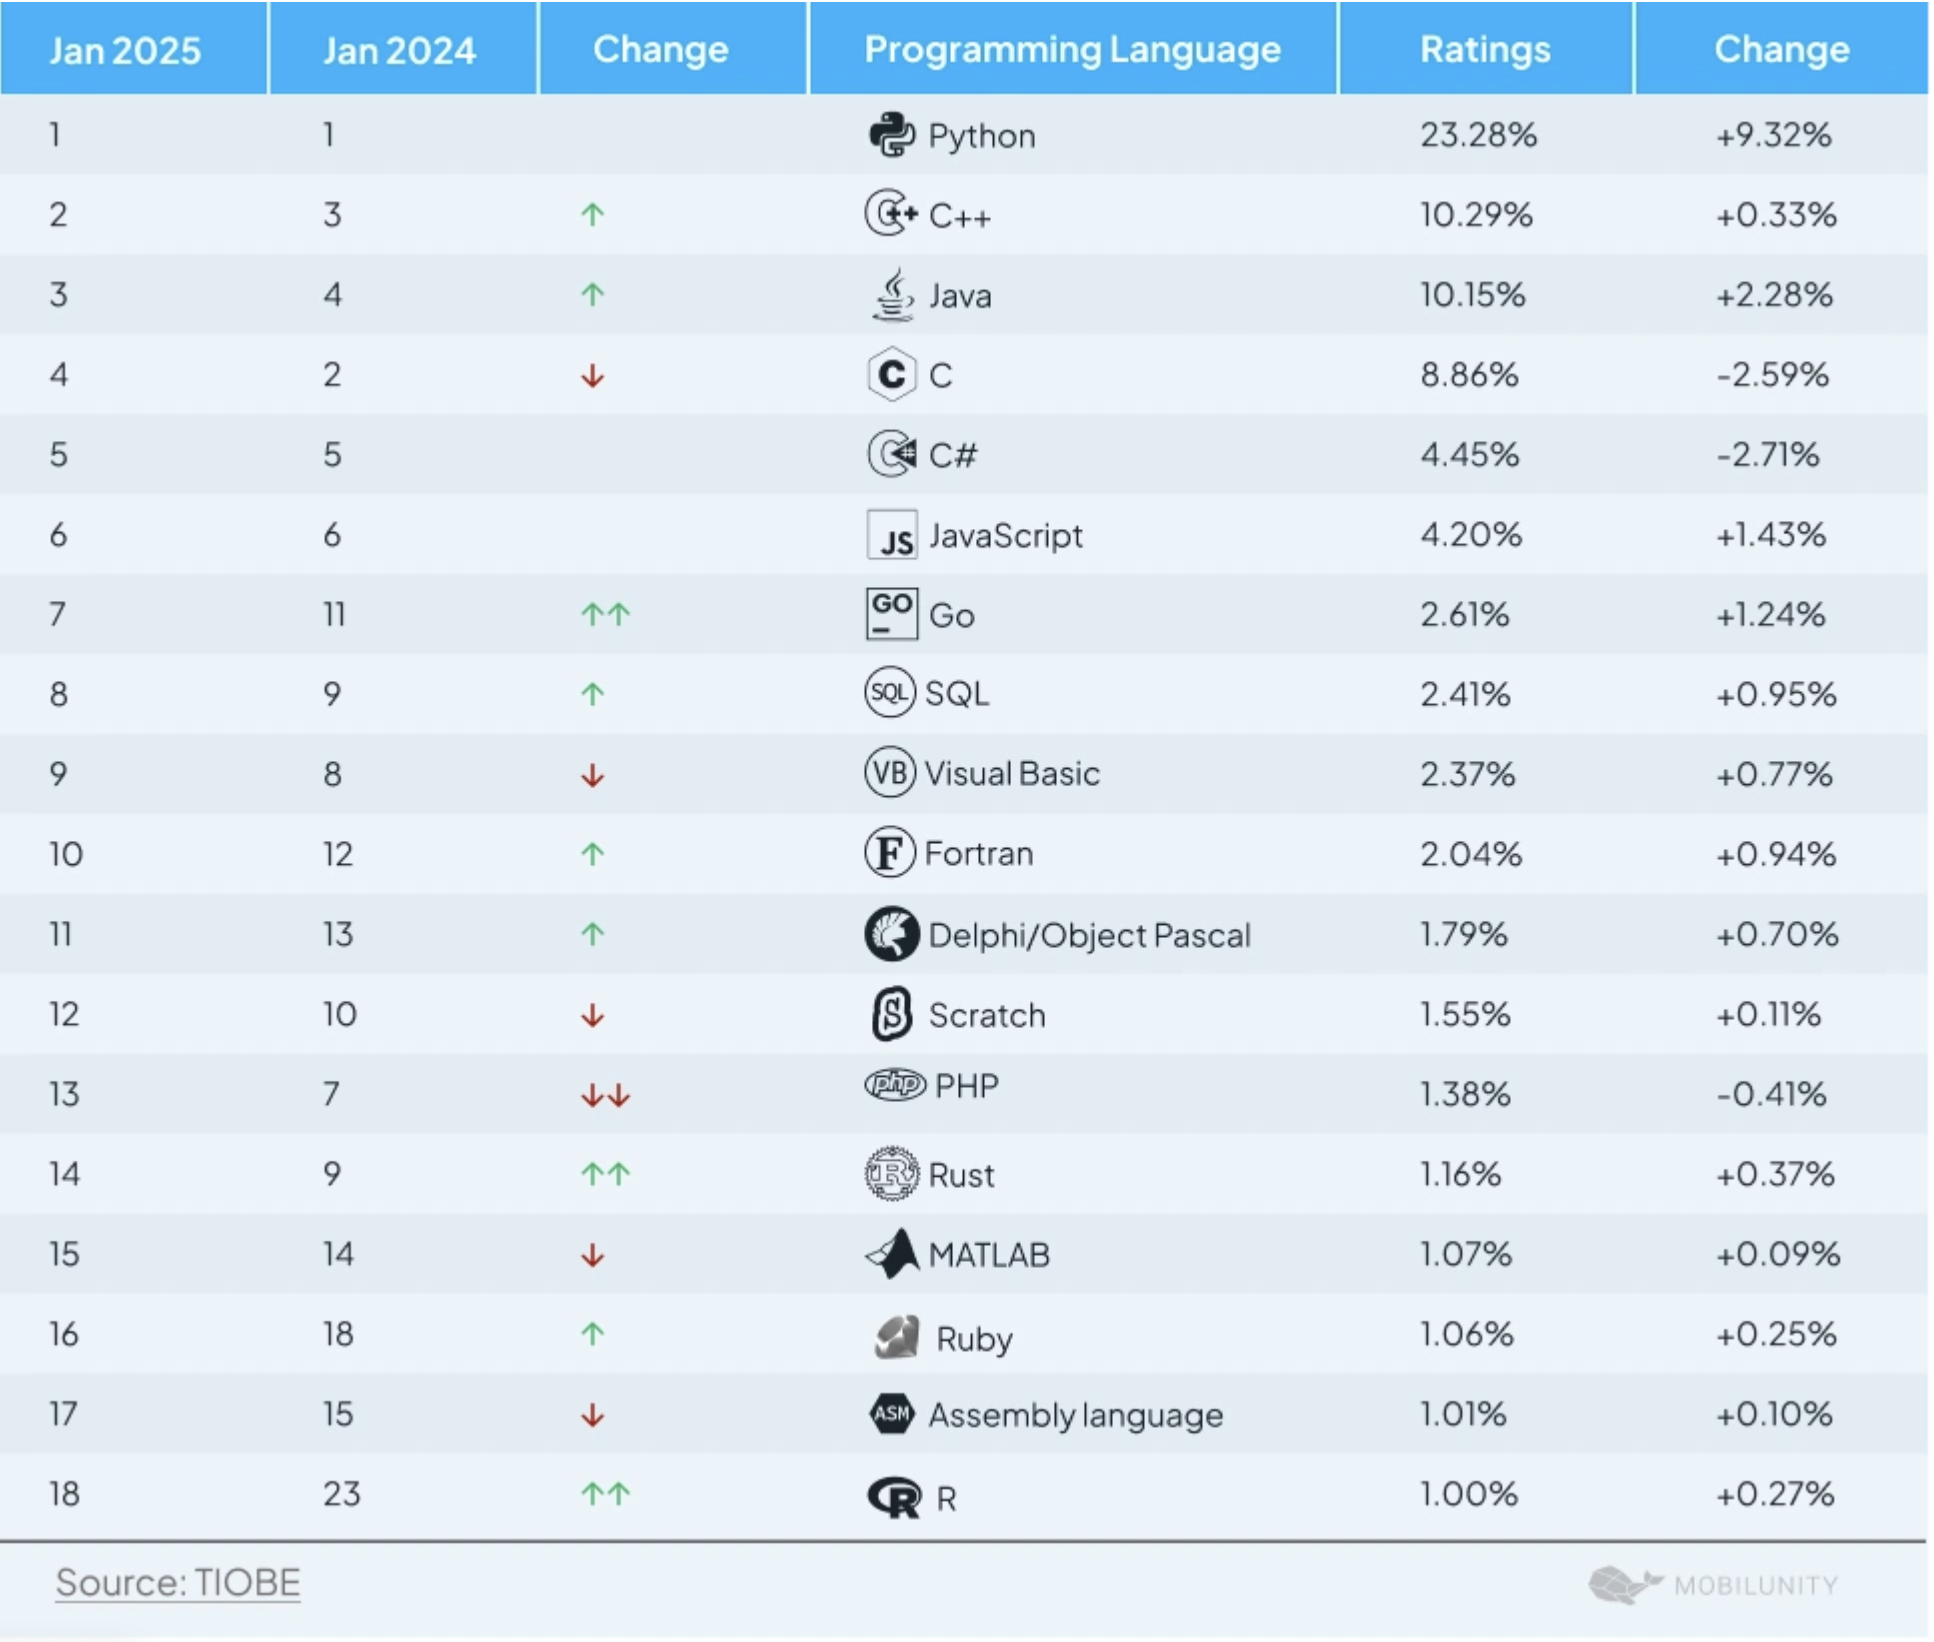 Jan 2025 Jan 2024 Change Programming Language Ratings Change
1 1 Python 23.28% +9.32%
2 3 ↑ C++ C++ 10.29% +0.33%
3 4 ↑ Java 10.15% +2.28%
4 2 ↓ C C 8.86% -2.59%
5 5 C# C# 4.45% -2.71%
6 6 JS JavaScript 4.20% +1.43%
7 11 ↑↑ GO Go 2.61% +1.24%
8 9 ↑ SQL SQL 2.41% +0.95%
9 8 ↓ VB Visual Basic 2.37% +0.77%
10 12 ↑ F Fortran 2.04% +0.94%
11 13 ↑ Delphi/Object Pascal 1.79% +0.70%
12 10 ↓ S Scratch 1.55% +0.11%
13 7 ↓↓ php PHP 1.38% -0.41%
14 9 ↑↑ R Rust 1.16% +0.37%
15 14 ↓ MATLAB 1.07% +0.09%
16 18 ↑ Ruby 1.06% +0.25%
17 15 ↓ ASM Assembly language 1.01% +0.10%
18 23 ↑↑ R R 1.00% +0.27%
Source: TIOBE MOBILUNITY